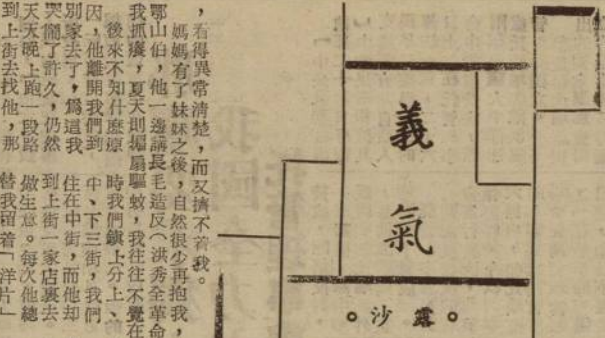 義氣
。露沙。
，看得異常清楚，而又擠不着我。
媽媽有了妹妹之後，自然很少再抱我，
鄂山伯，他一邊講長毛造反（洪秀全革命
我抓癢，夏天則搧扇驅蚊，我往往不覺在
後來不知什麽原
因，他離開我們到
別家去了，爲這我
哭鬧了許久，仍然
天天晚上跑一段路
到上街去找他，那
時我們鎮上分上、
中、下三街，我們
住在中街，而他却
到上街一家店裏去
做生意。每次他總
替我留着「洋片」